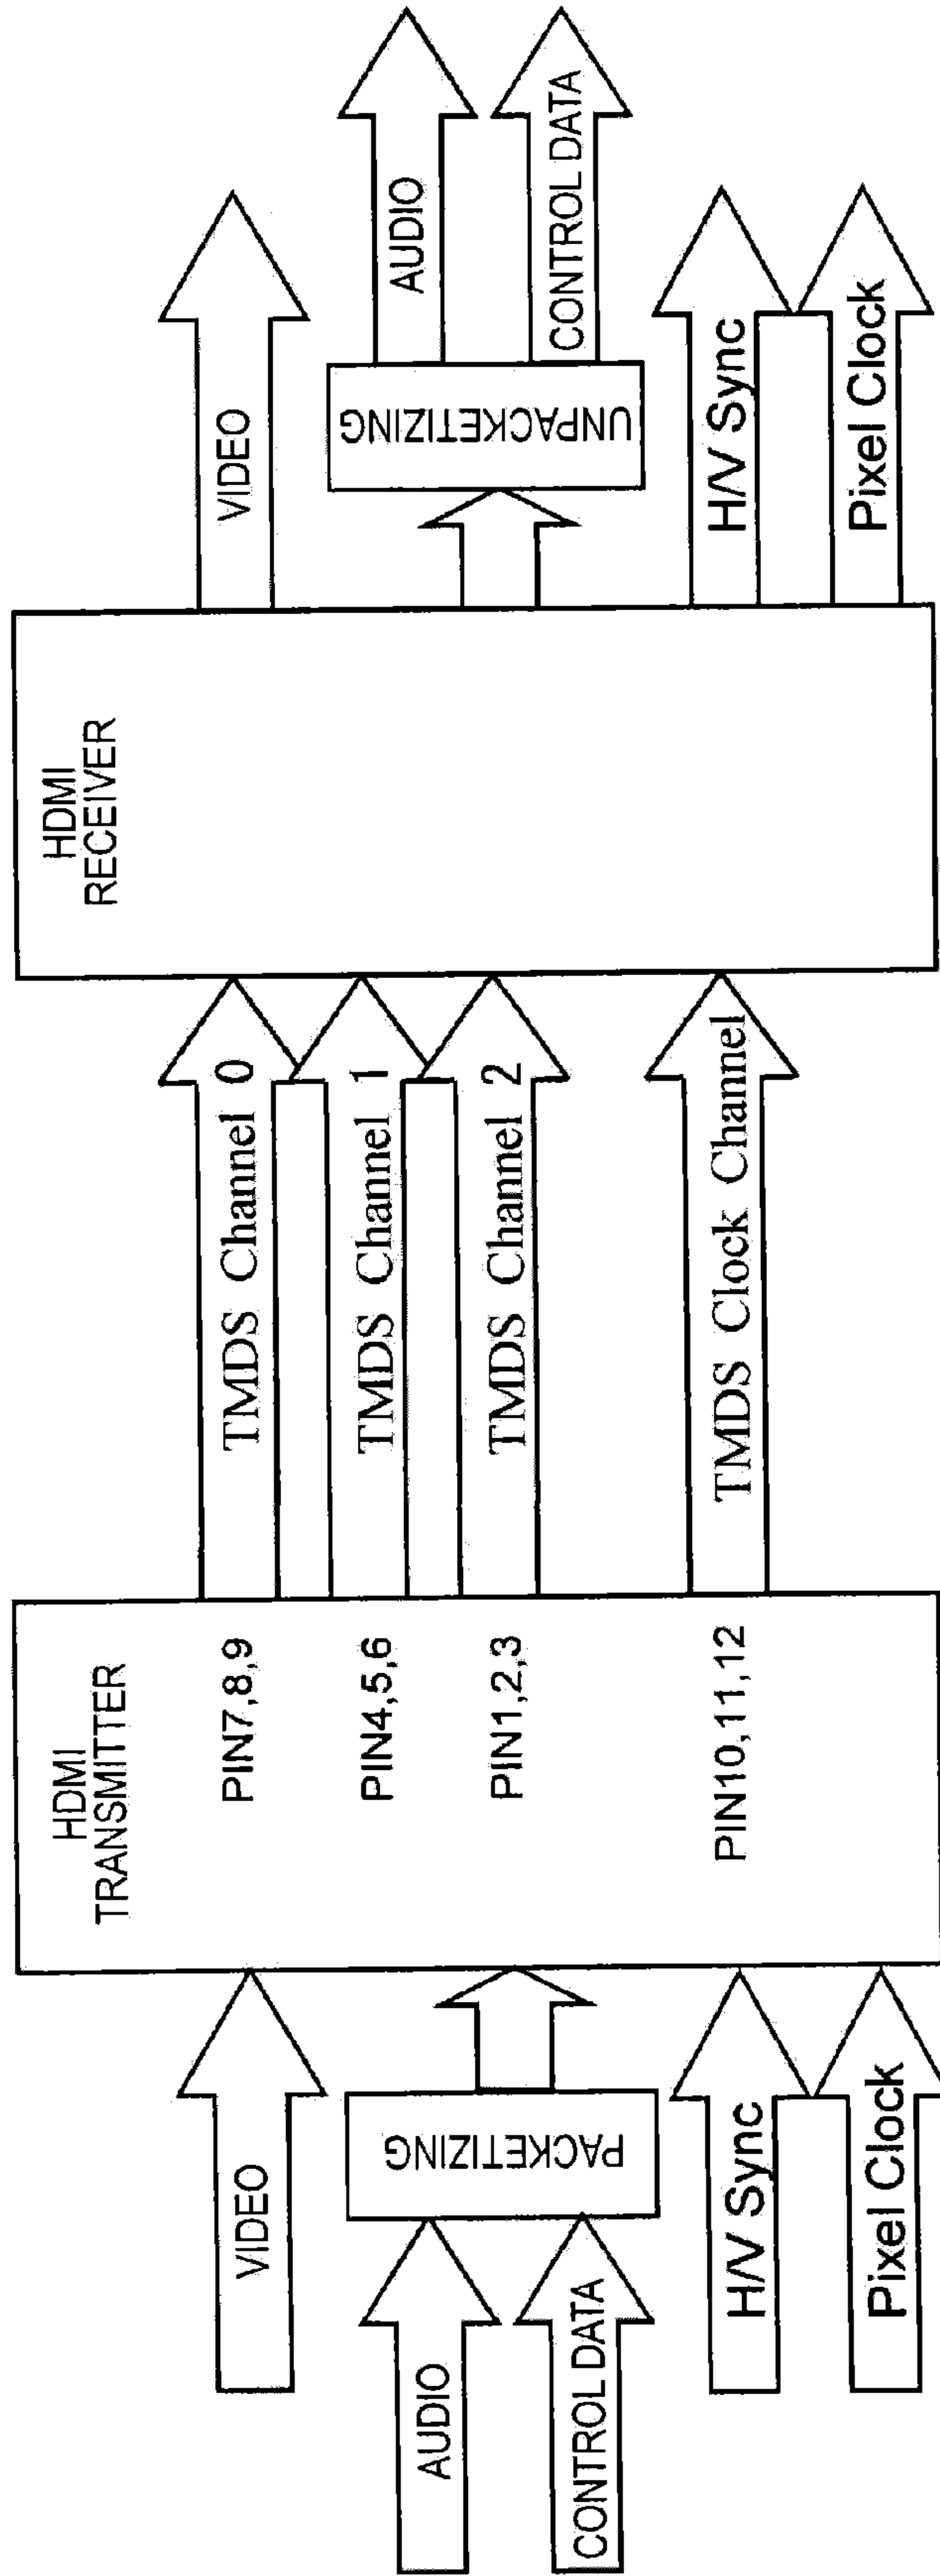 VIDEO
AUDIO
CONTROL DATA
PACKETIZING
H/V Sync
Pixel Clock
HDMI
TRANSMITTER
PIN7,8,9
PIN4,5,6
PIN1,2,3
PIN10,11,12
TMDS Channel 0
TMDS Channel 1
TMDS Channel 2
TMDS Clock Channel
HDMI
RECEIVER
VIDEO
UNPACKETIZING
AUDIO
CONTROL DATA
H/V Sync
Pixel Clock